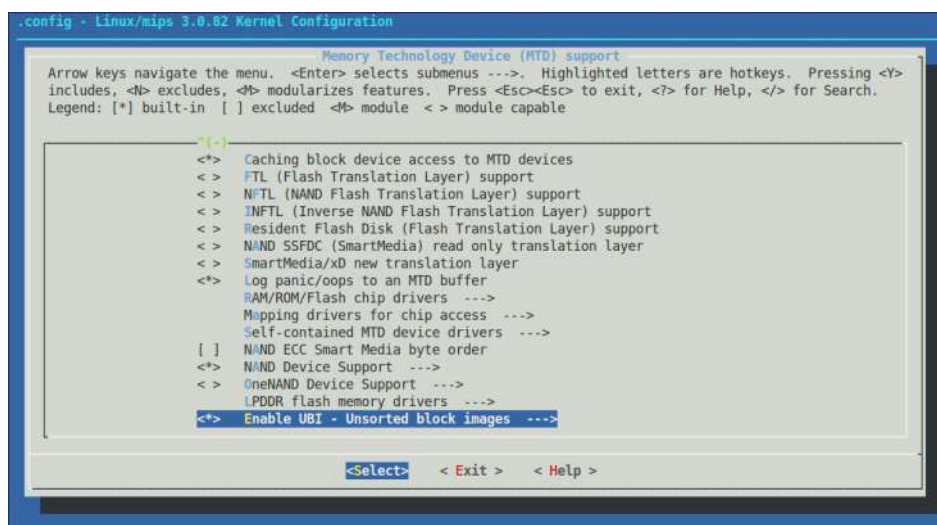 .config - Linux/mips 3.0.82 Kernel Configuration
Memory Technology Device (MTD) support
Arrow keys navigate the menu. <Enter> selects submenus --->. Highlighted letters are hotkeys. Pressing <Y>
includes, <N> excludes, <M> modularizes features. Press <Esc><Esc> to exit, <?> for Help, </> for Search.
Legend: [*] built-in [ ] excluded <M> module < > module capable
^(-)
<*> Caching block device access to MTD devices
< > FTL (Flash Translation Layer) support
< > NFTL (NAND Flash Translation Layer) support
< > INFTL (Inverse NAND Flash Translation Layer) support
< > Resident Flash Disk (Flash Translation Layer) support
< > NAND SSFDC (SmartMedia) read only translation layer
< > SmartMedia/xD new translation layer
<*> Log panic/oops to an MTD buffer
RAM/ROM/Flash chip drivers --->
Mapping drivers for chip access --->
Self-contained MTD device drivers --->
[ ] NAND ECC Smart Media byte order
<*> NAND Device Support --->
< > OneNAND Device Support --->
LPDDR flash memory drivers --->
<*> Enable UBI - Unsorted block images --->
<Select> < Exit > < Help >